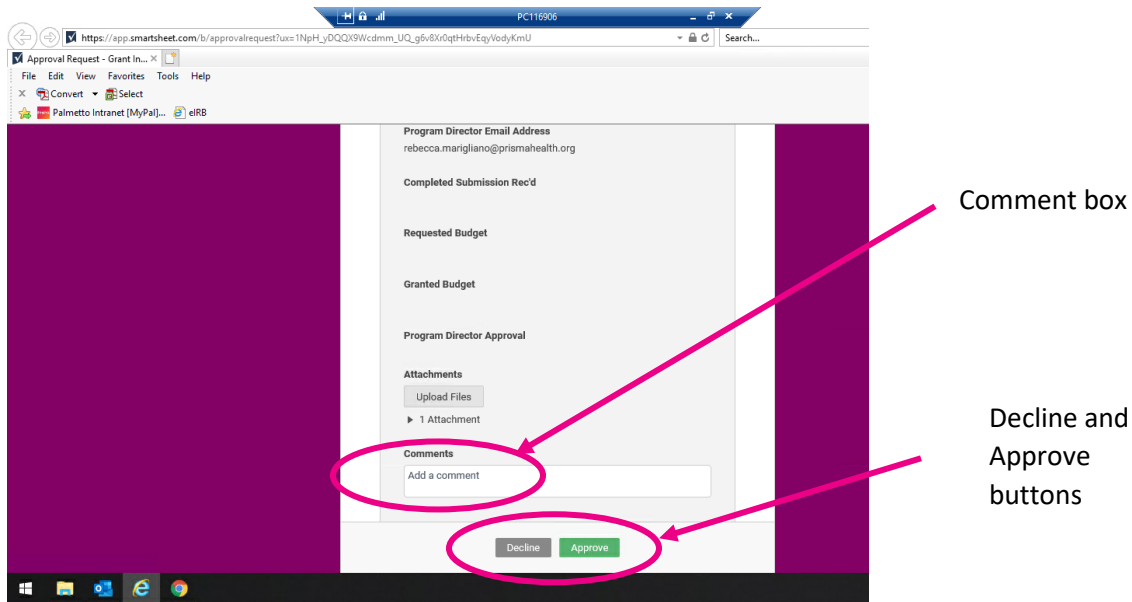 PC116906
https://app.smartsheet.com/b/approvalrequest?ux=1NpH_yDQQX9Wcdmm_UQ_g6v8Xr0qtHrbvEqyVodyKmU
Search...
Approval Request - Grant In...
File Edit View Favorites Tools Help
Convert Select
Palmetto Intranet [MyPal]... eIRB
Program Director Email Address
rebecca.marigliano@prismahealth.org
Completed Submission Rec'd
Requested Budget
Granted Budget
Program Director Approval
Attachments
Upload Files
1 Attachment
Comments
Add a comment
Decline Approve
Comment box
Decline and
Approve
buttons